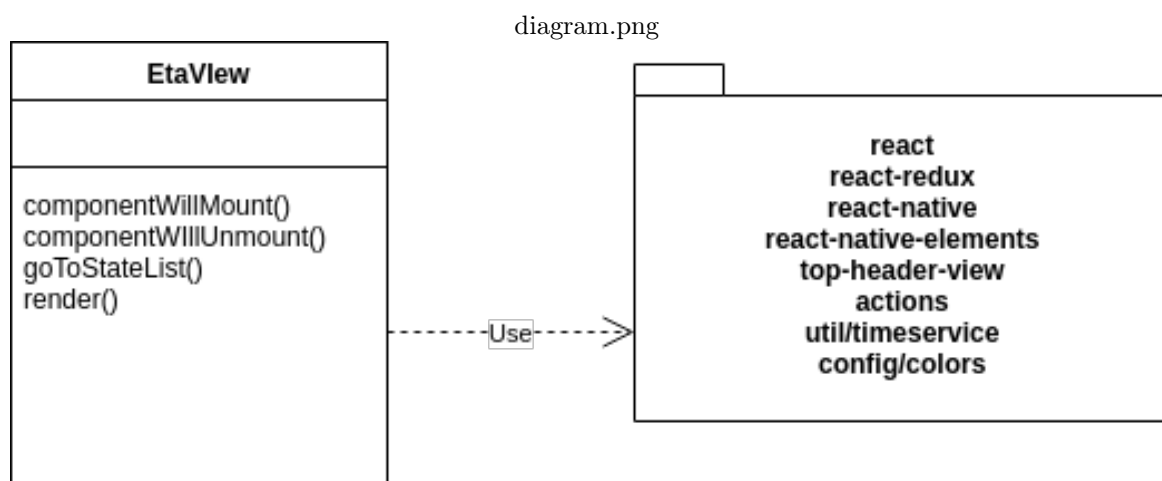 diagram.png
EtaVIew
componentWillMount()
componentWIllUnmount()
goToStateList()
render()
Use
react
react-redux
react-native
react-native-elements
top-header-view
actions
util/timeservice
config/colors